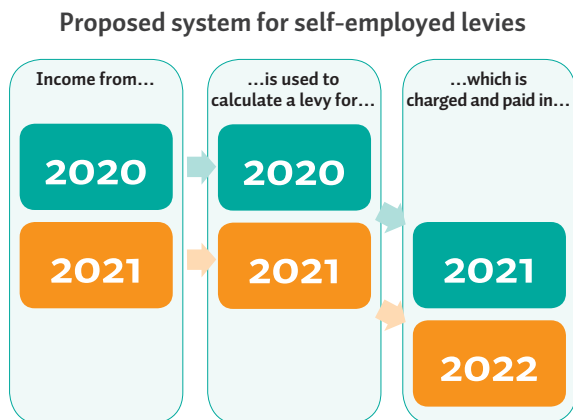 Proposed system for self-employed levies
Income from...
2020
2021
...is used to
calculate a levy for...
2020
2021
...which is
charged and paid in...
2021
2022